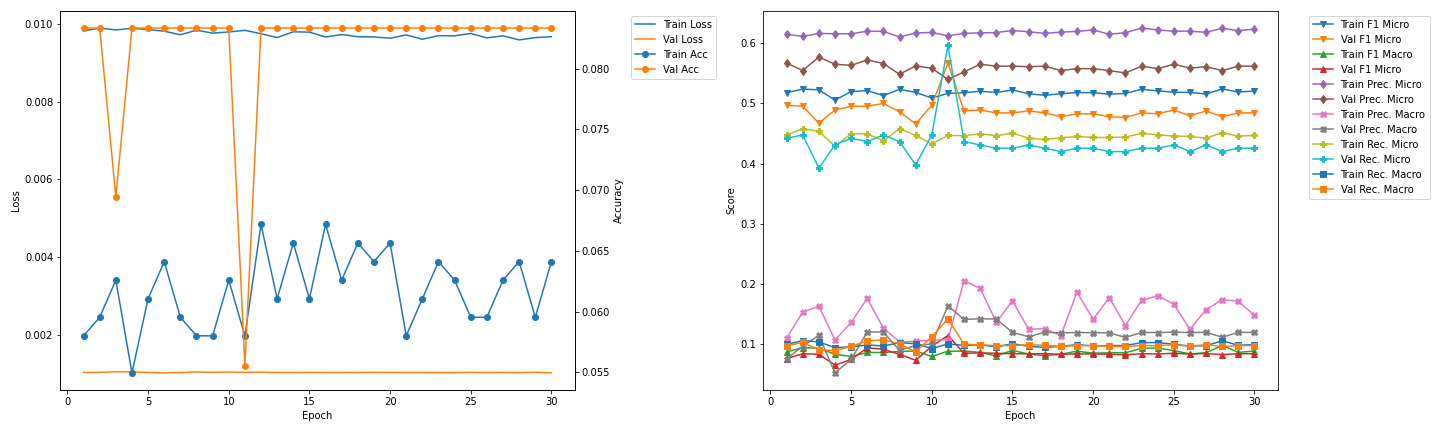 0.010
0.008
0.006
0.004
0.002
Loss
0
5
10
15
20
25
30
Epoch
0.080
0.075
0.070
0.065
0.060
0.055
Accuracy
Train Loss
Val Loss
Train Acc
Val Acc
0.6
0.5
0.4
0.3
0.2
0.1
Score
0
5
10
15
20
25
30
Epoch
Train F1 Micro
Val F1 Micro
Train F1 Macro
Val F1 Micro
Train Prec. Micro
Val Prec. Micro
Train Prec. Macro
Val Prec. Macro
Train Rec. Micro
Val Rec. Micro
Train Rec. Macro
Val Rec. Macro